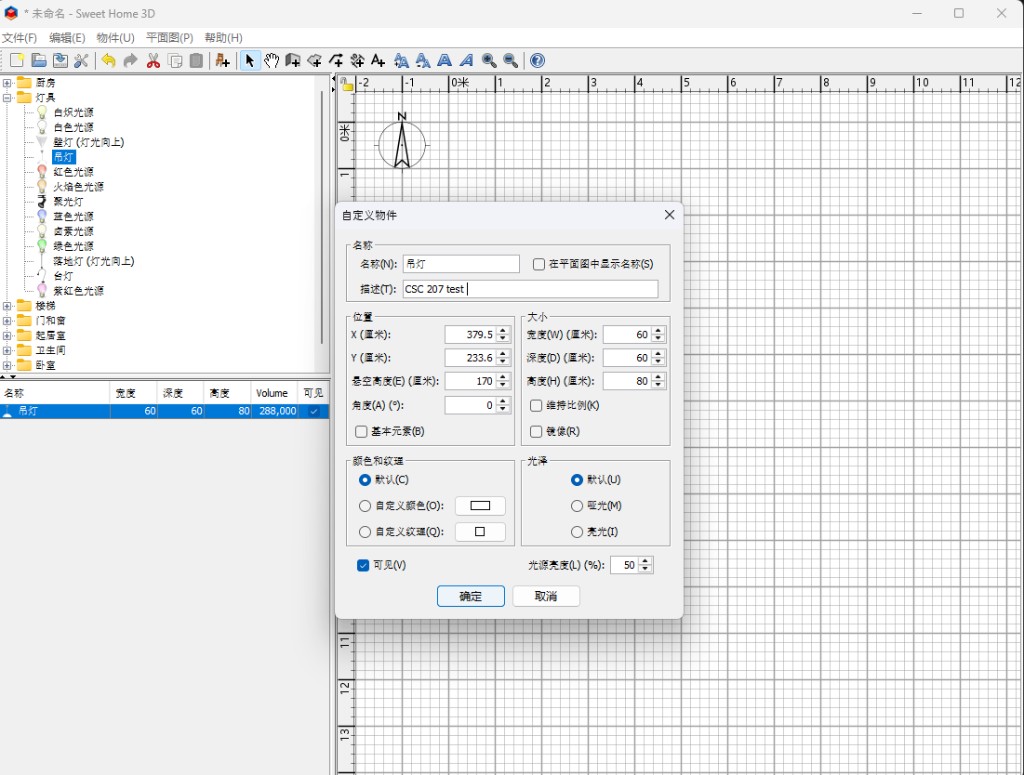 * 未命名 - Sweet Home 3D
文件(F) 编辑(E) 物件(U) 平面图(P) 帮助(H)
厨房
灯具
白炽光源
白色光源
壁灯 (灯光向上)
吊灯
红色光源
火焰色光源
聚光灯
蓝色光源
卤素光源
绿色光源
落地灯 (灯光向上)
台灯
紫红色光源
楼梯
门和窗
起居室
卫生间
卧室
名称 宽度 深度 高度 Volume 可见
吊灯 60 60 80 288,000
-2 -1 0米 1 2 3 4 5 6 7 8 9 10 11 12
0米
1
11
12
13
N
自定义物件
名称
名称(N): 吊灯 在平面图中显示名称(S)
描述(T): CSC 207 test
位置
X (厘米): 379.5
Y (厘米): 233.6
悬空高度(E) (厘米): 170
角度(A) (°): 0
基本元素(B)
大小
宽度(W) (厘米): 60
深度(D) (厘米): 60
高度(H) (厘米): 80
维持比例(K)
镜像(R)
颜色和纹理
默认(C)
自定义颜色(O):
自定义纹理(Q):
光泽
默认(U)
哑光(M)
亮光(I)
可见(V) 光源亮度(L) (%): 50
确定 取消